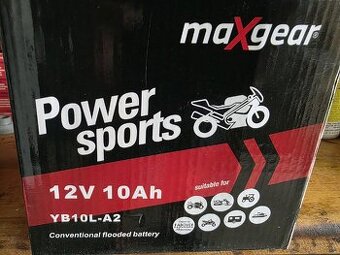 maXgear®
Power
sports
12V 10Ah
suitable for
YB10L-A2
Conventional flooded battery